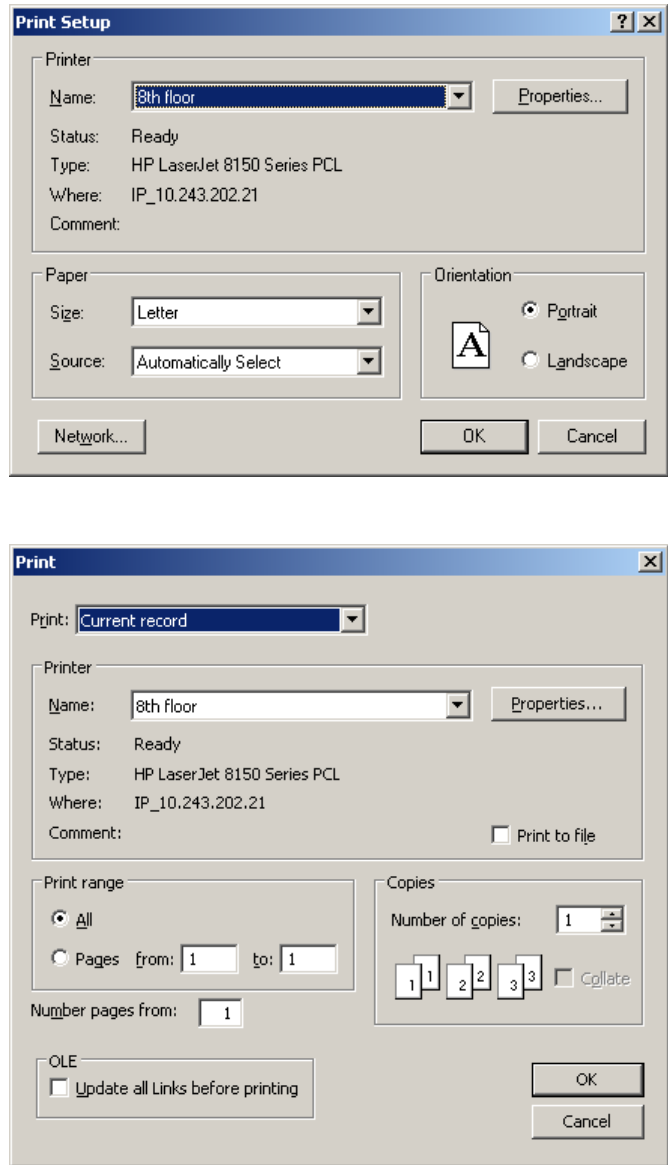 Print Setup
Printer
Name: 8th floor Properties...
Status: Ready
Type: HP LaserJet 8150 Series PCL
Where: IP_10.243.202.21
Comment:
Paper
Size: Letter
Source: Automatically Select
Orientation
A
Portrait
Landscape
Network... OK Cancel
Print
Print: Current record
Printer
Name: 8th floor Properties...
Status: Ready
Type: HP LaserJet 8150 Series PCL
Where: IP_10.243.202.21
Comment: Print to file
Print range
All
Pages from: 1 to: 1
Number pages from: 1
Copies
Number of copies: 1
1 1 2 2 3 3 Collate
OLE
Update all Links before printing
OK
Cancel